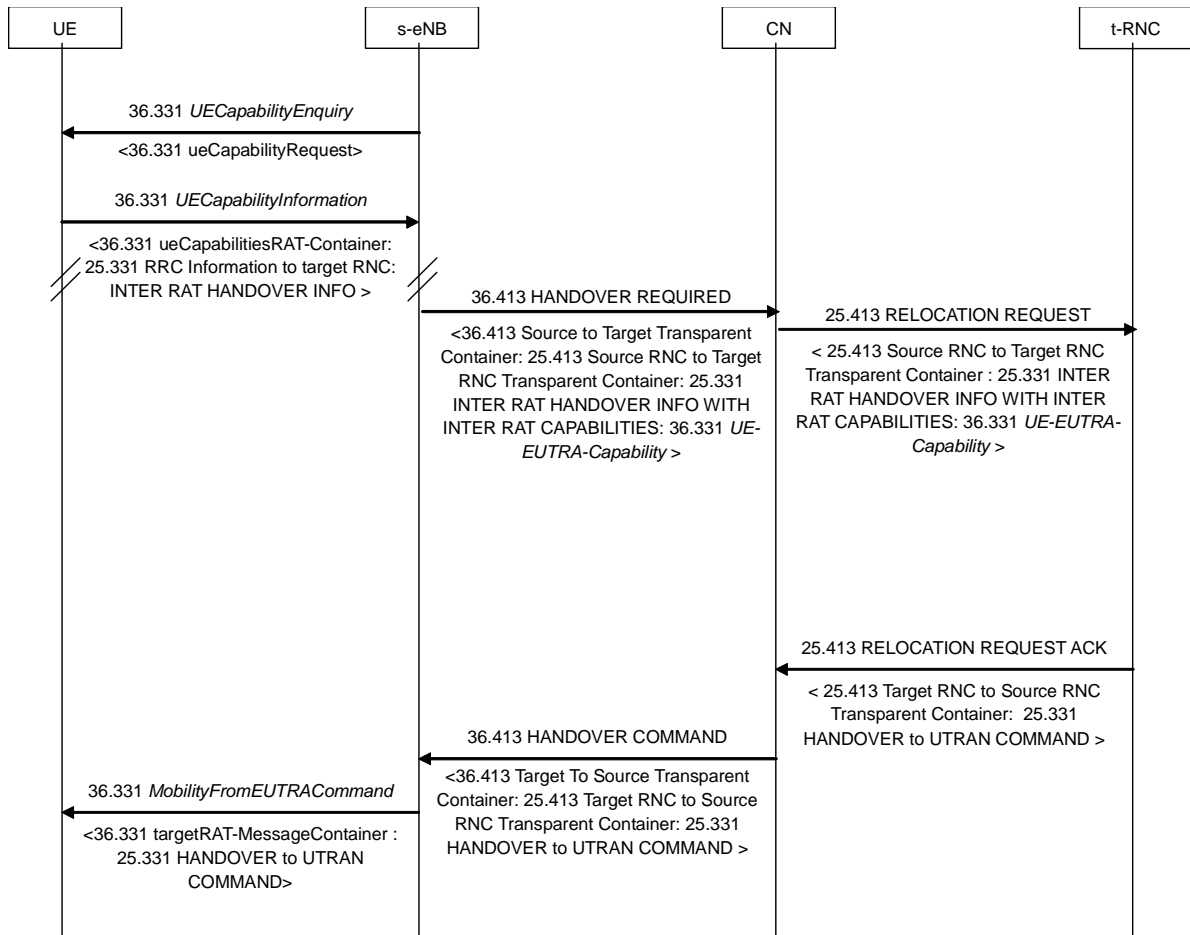 UE
s-eNB
CN
t-RNC
36.331 UECapabilityEnquiry
<36.331 ueCapabilityRequest>
36.331 UECapabilityInformation
<36.331 ueCapabilitiesRAT-Container:
25.331 RRC Information to target RNC:
INTER RAT HANDOVER INFO >
36.413 HANDOVER REQUIRED
<36.413 Source to Target Transparent
Container: 25.413 Source RNC to Target
RNC Transparent Container: 25.331
INTER RAT HANDOVER INFO WITH
INTER RAT CAPABILITIES: 36.331 UE-
EUTRA-Capability >
25.413 RELOCATION REQUEST
< 25.413 Source RNC to Target RNC
Transparent Container : 25.331 INTER
RAT HANDOVER INFO WITH INTER
RAT CAPABILITIES: 36.331 UE-EUTRA-
Capability >
25.413 RELOCATION REQUEST ACK
< 25.413 Target RNC to Source RNC
Transparent Container: 25.331
HANDOVER to UTRAN COMMAND >
36.413 HANDOVER COMMAND
<36.413 Target To Source Transparent
Container: 25.413 Target RNC to Source
RNC Transparent Container: 25.331
HANDOVER to UTRAN COMMAND >
36.331 MobilityFromEUTRACommand
<36.331 targetRAT-MessageContainer :
25.331 HANDOVER to UTRAN
COMMAND>